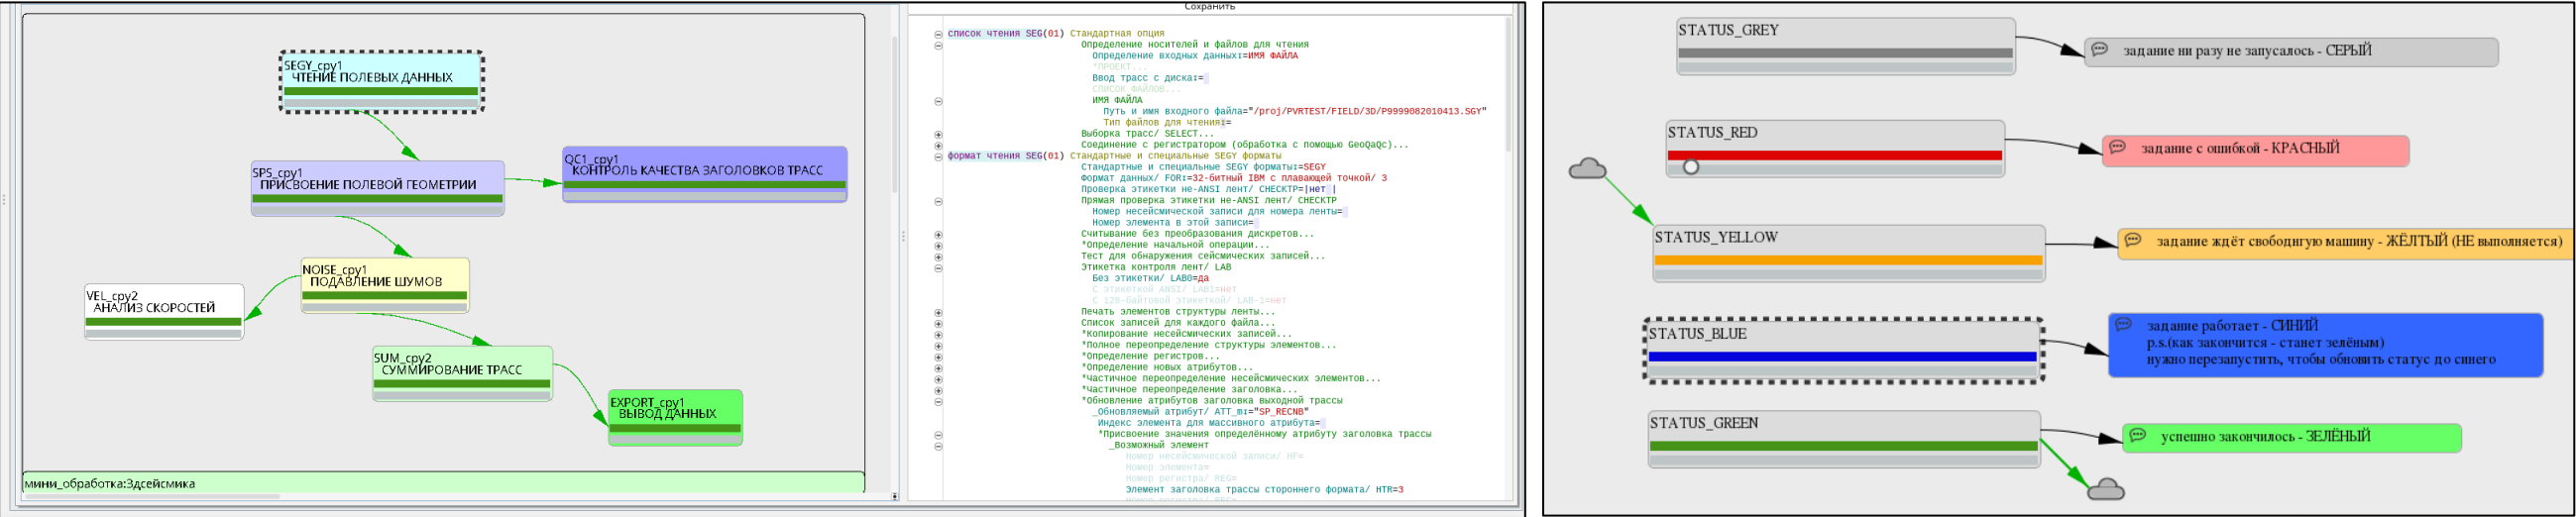 SEGY_cpy1
ЧТЕНИЕ ПОЛЕВЫХ ДАННЫХ
SPS_cpy1
ПРИСВОЕНИЕ ПОЛЕВОЙ ГЕОМЕТРИИ
QC1_cpy1
КОНТРОЛЬ КАЧЕСТВА ЗАГОЛОВКОВ ТРАСС
NOISE_cpy1
ПОДАВЛЕНИЕ ШУМОВ
VEL_cpy2
АНАЛИЗ СКОРОСТЕЙ
SUM_cpy2
СУММИРОВАНИЕ ТРАСС
EXPORT_cpy1
ВЫВОД ДАННЫХ
мини_обработка:3дсейсмика
Сохранить
список чтения SEG(01) Стандартная опция
Определение носителей и файлов для чтения
Определение входных данных:=ИМЯ ФАЙЛА
*ПРОЕКТ...
Ввод трасс с диска:=
СПИСОК ФАЙЛОВ...
ИМЯ ФАЙЛА
Путь и имя входного файла="/proj/PVRTEST/FIELD/3D/P9999082010413.SGY"
Тип файлов для чтения:=
Выборка трасс/ SELECT...
Соединение с регистратором (обработка с помощью GeoQaQc)...
формат чтения SEG(01) Стандартные и специальные SEGY форматы
Стандартные и специальные SEGY форматы:=SEGY
Формат данных/ FOR:=32-битный IBM с плавающей точкой/ 3
Проверка этикетки не-ANSI лент/ CHECKTP=|нет |
Прямая проверка этикетки не-ANSI лент/ CHECKTP
Номер несейсмической записи для номера ленты=
Номер элемента в этой записи=
Считывание без преобразования дискретов...
*Определение начальной операции...
Тест для обнаружения сейсмических записей...
Этикетка контроля лент/ LAB
Без этикетки/ LAB0=да
С этикеткой ANSI/ LAB1=нет
С 128-байтовой этикеткой/ LAB-1=нет
Печать элементов структуры ленты...
Список записей для каждого файла...
*Копирование несейсмических записей...
*Полное переопределение структуры элементов...
*Определение регистров...
*Определение новых атрибутов...
*Частичное переопределение несейсмических элементов...
*Частичное переопределение заголовка...
*Обновление атрибутов заголовка выходной трассы
_Обновляемый атрибут/ ATT_m:="SP_RECNB"
Индекс элемента для массивного атрибута=
*Присвоение значения определённому атрибуту заголовка трассы
_Возможный элемент
Номер несейсмической записи/ HF=
Номер элемента=
Номер регистра/ REG=
Элемент заголовка трассы стороннего формата/ HTR=3
Номер регистра/ REG=
STATUS_GREY
задание ни разу не запусалось - СЕРЫЙ
STATUS_RED
задание с ошибкой - КРАСНЫЙ
STATUS_YELLOW
задание ждёт свободнгую машину - ЖЁЛТЫЙ (НЕ выполняется)
STATUS_BLUE
задание работает - СИНИЙ
p.s.(как закончится - станет зелёным)
нужно перезапустить, чтобы обновить статус до синего
STATUS_GREEN
успешно закончилось - ЗЕЛЁНЫЙ